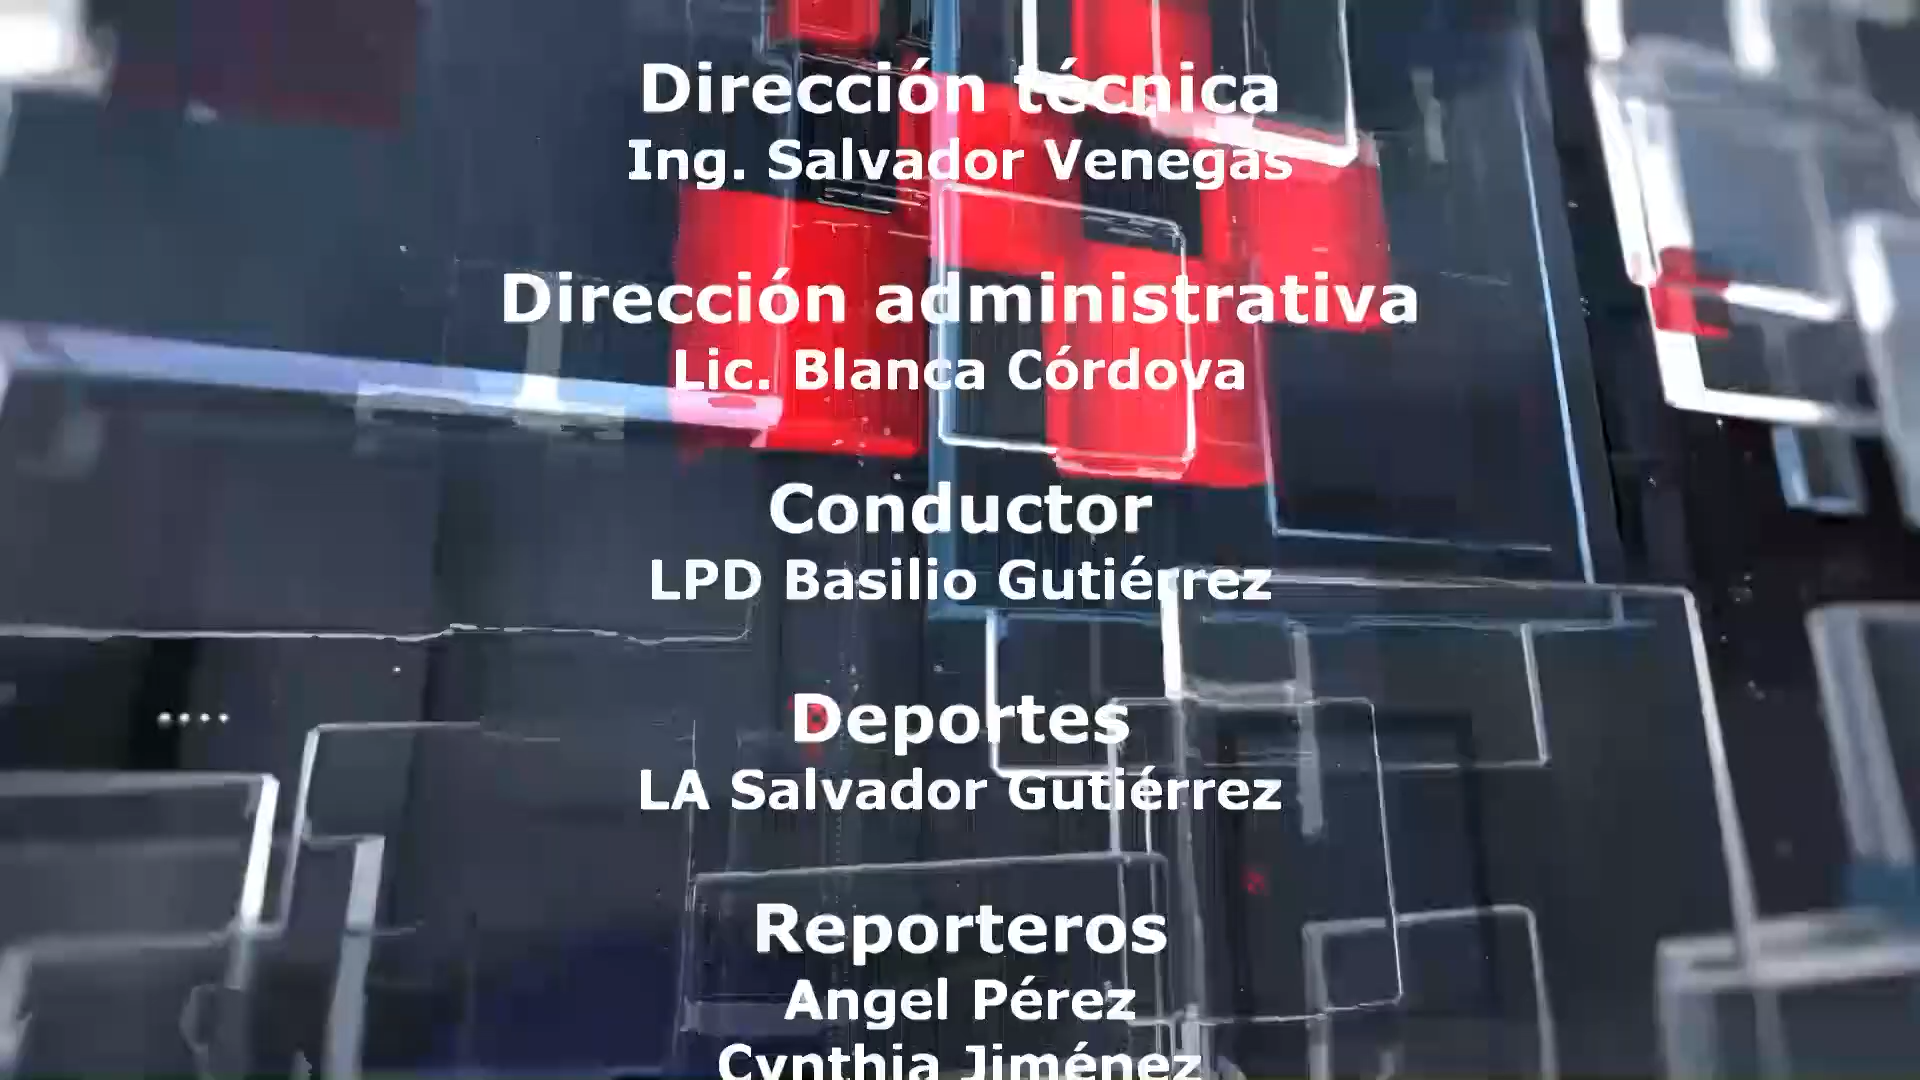 Dirección técnica
Ing. Salvador Venegas
Dirección administrativa
Lic. Blanca Córdova
Conductor
LPD Basilio Gutiérrez
Deportes
LA Salvador Gutiérrez
Reporteros
Angel Pérez
Cynthia Jiménez